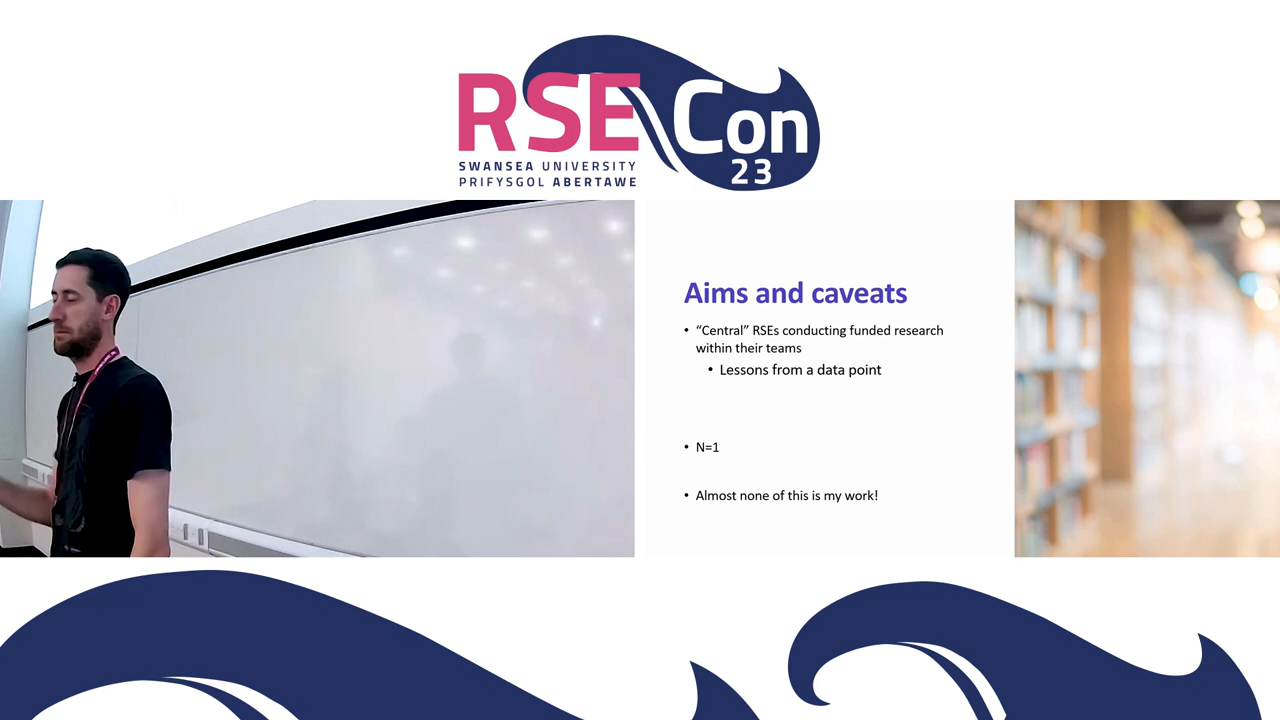 RSE Con
23
SWANSEA UNIVERSITY
PRIFYSGOL ABERTAWE
Aims and caveats
• “Central” RSEs conducting funded research
within their teams
• Lessons from a data point
• N=1
• Almost none of this is my work!